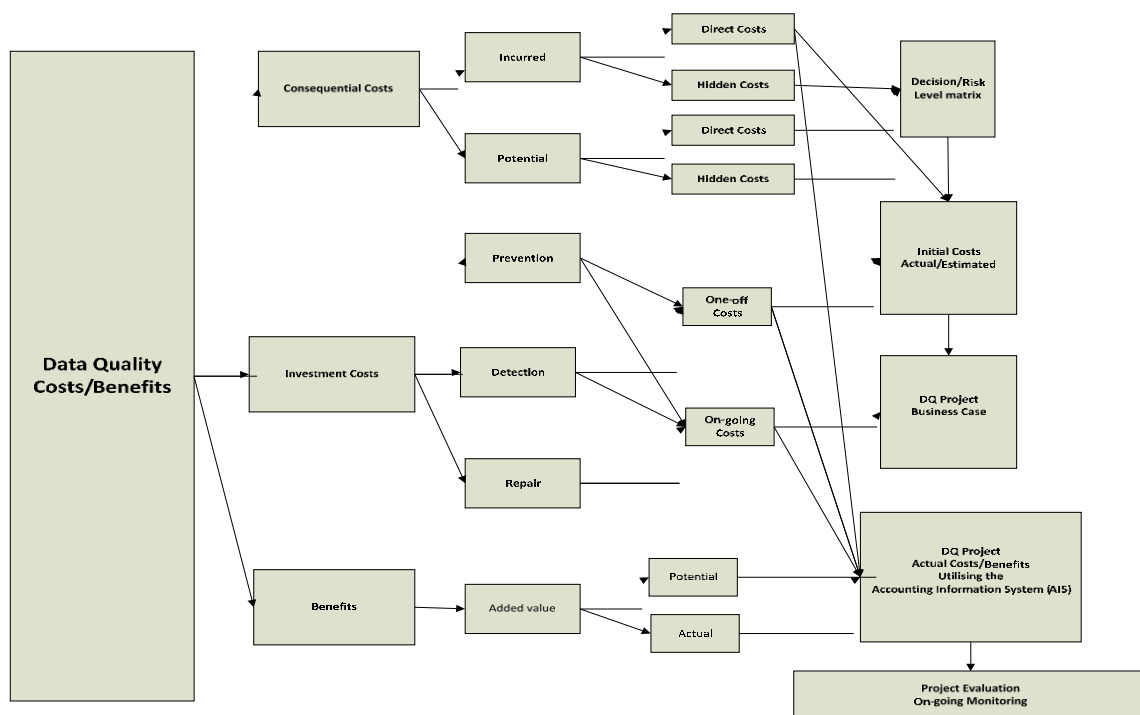 Data Quality
Costs/Benefits
Consequential Costs
Investment Costs
Benefits
Incurred
Potential
Prevention
Detection
Repair
Added value
Direct Costs
Hidden Costs
Direct Costs
Hidden Costs
One-off
Costs
On-going
Costs
Potential
Actual
Decision/Risk
Level matrix
Initial Costs
Actual/Estimated
DQ Project
Business Case
DQ Project
Actual Costs/Benefits
Utilising the
Accounting Information System (AIS)
Project Evaluation
On-going Monitoring